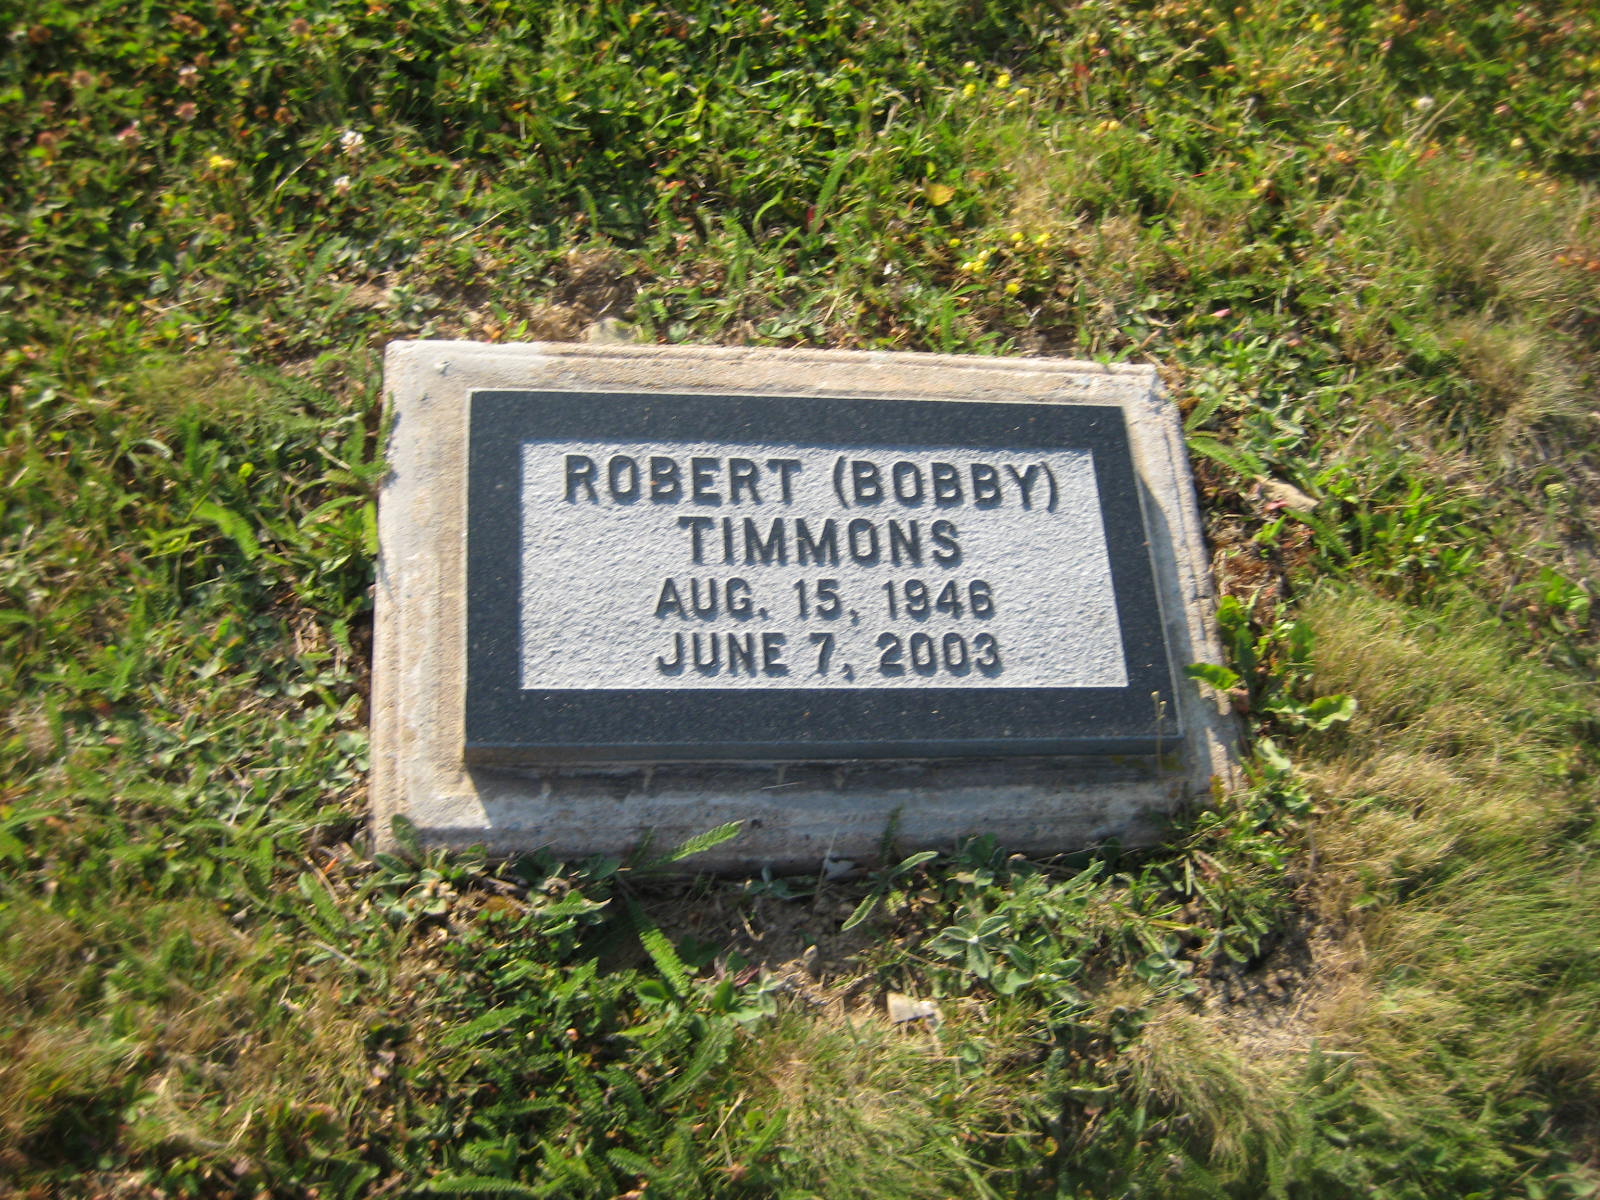 ROBERT (BOBBY)
TIMMONS
AUG. 15, 1946
JUNE 7, 2003